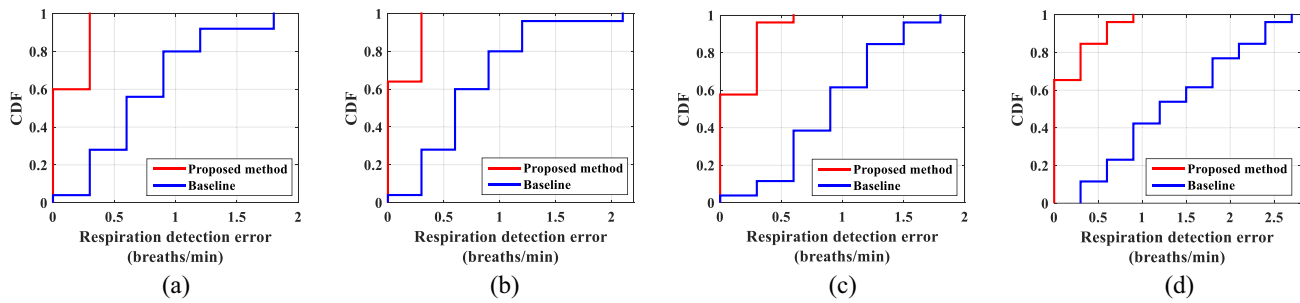 CDF
1
0.8
0.6
0.4
0.2
0
Proposed method
Baseline
0 0.5 1 1.5 2
Respiration detection error
(breaths/min)
(a)
CDF
1
0.8
0.6
0.4
0.2
0
Proposed method
Baseline
0 0.5 1 1.5 2
Respiration detection error
(breaths/min)
(b)
CDF
1
0.8
0.6
0.4
0.2
0
Proposed method
Baseline
0 0.5 1 1.5 2
Respiration detection error
(breaths/min)
(c)
CDF
1
0.8
0.6
0.4
0.2
0
Proposed method
Baseline
0 0.5 1 1.5 2 2.5
Respiration detection error
(breaths/min)
(d)